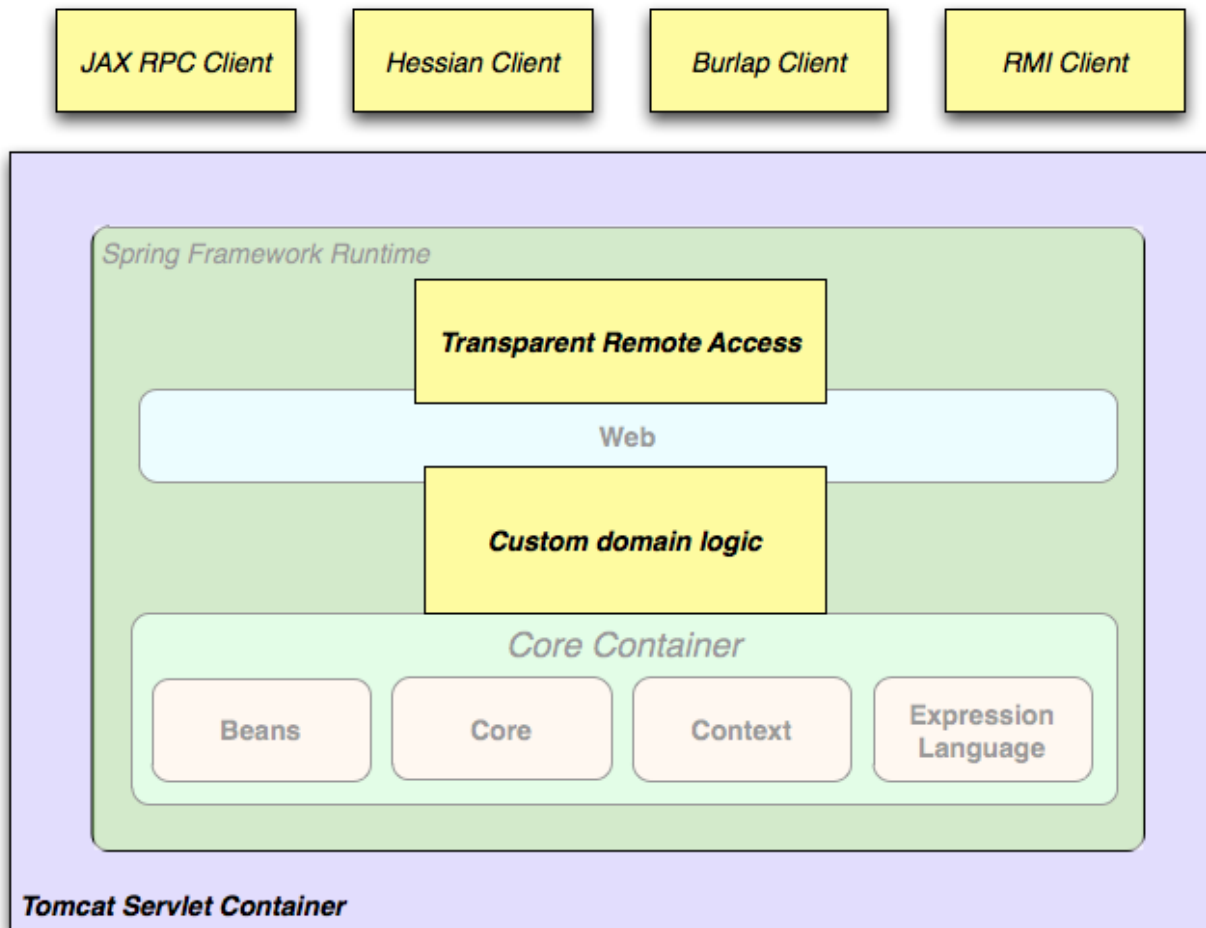 JAX RPC Client
Hessian Client
Burlap Client
RMI Client
Spring Framework Runtime
Transparent Remote Access
Web
Custom domain logic
Core Container
Beans
Core
Context
Expression
Language
Tomcat Servlet Container